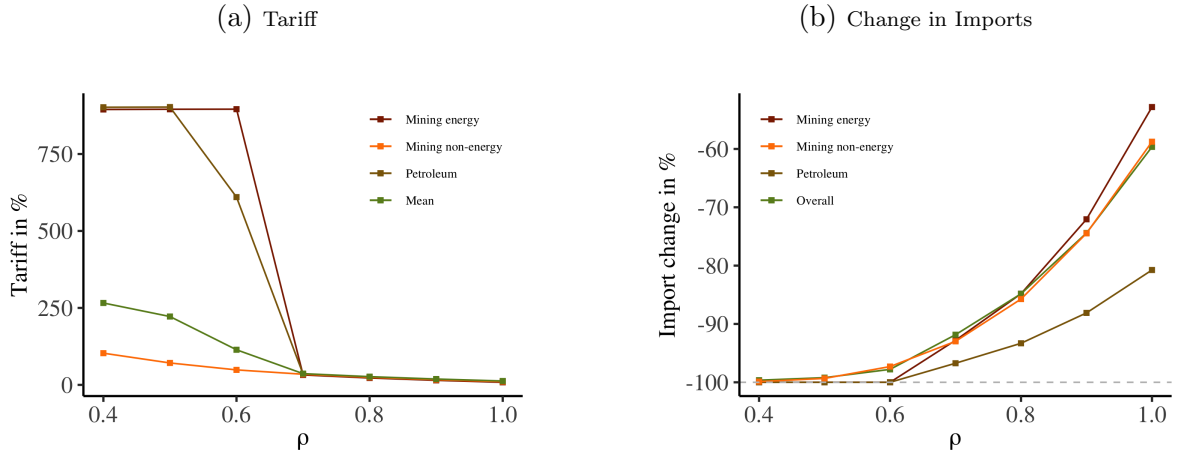 (a) Tariff
(b) Change in Imports
Tariff in %
750
500
250
0
0.4
0.6
0.8
1.0
ρ
Mining energy
Mining non-energy
Petroleum
Mean
Import change in %
-60
-70
-80
-90
-100
0.4
0.6
0.8
1.0
ρ
Mining energy
Mining non-energy
Petroleum
Overall